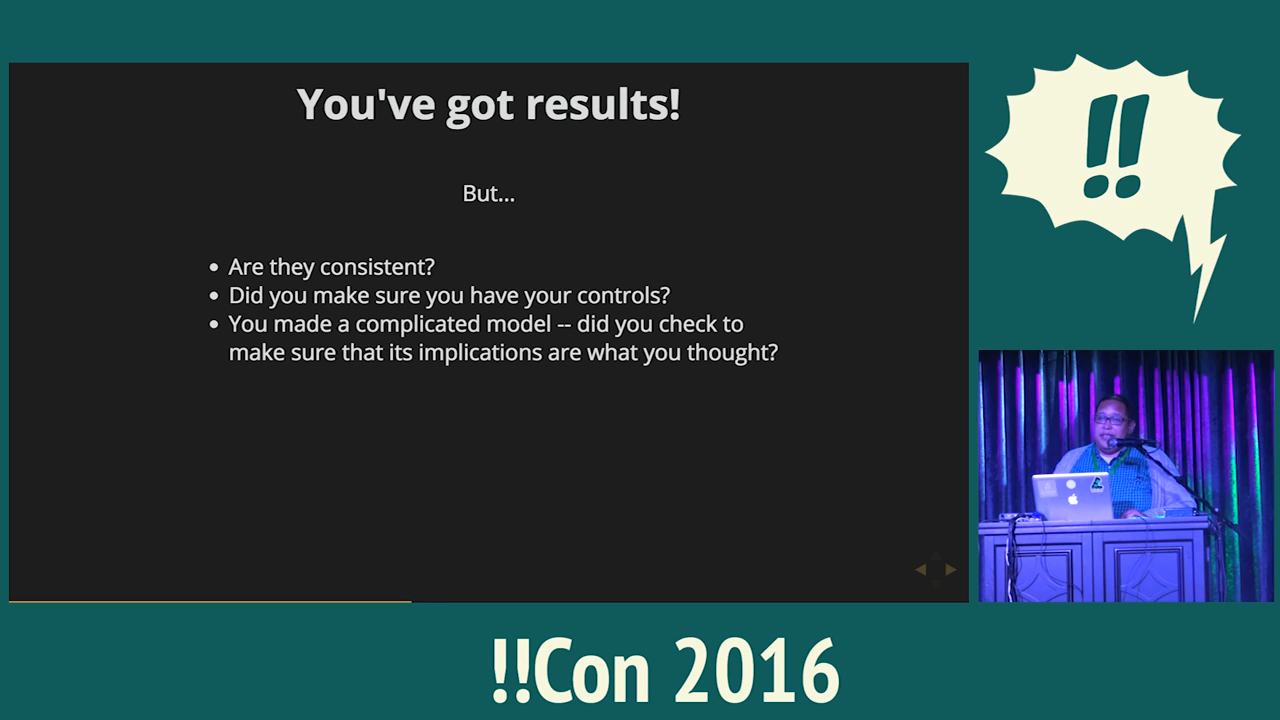 You've got results!
But...
Are they consistent?
Did you make sure you have your controls?
You made a complicated model -- did you check to
make sure that its implications are what you thought?
!!
!!Con 2016